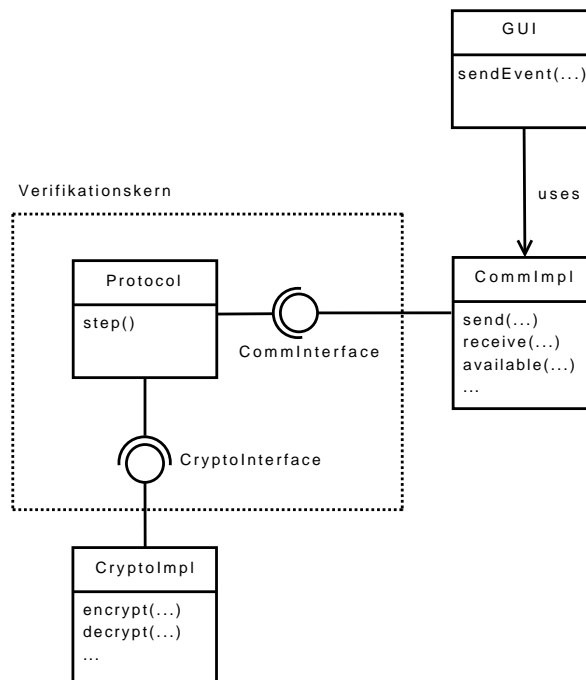 GUI
sendEvent(...)
uses
Verifikationskern
Protocol
step()
CommInterface
CommImpl
send(...)
receive(...)
available(...)
...
CryptoInterface
CryptoImpl
encrypt(...)
decrypt(...)
...